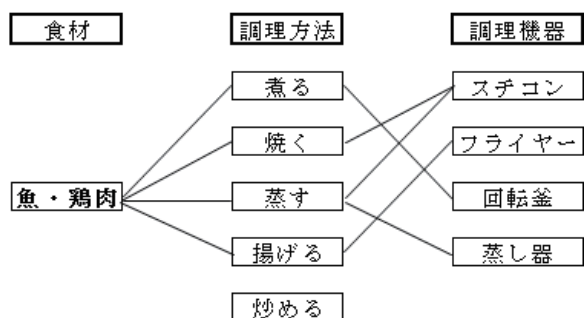 食材 調理方法 調理機器
煮る スチコン
焼く フライヤー
魚・鶏肉 蒸す 回転釜
揚げる 蒸し器
炒める